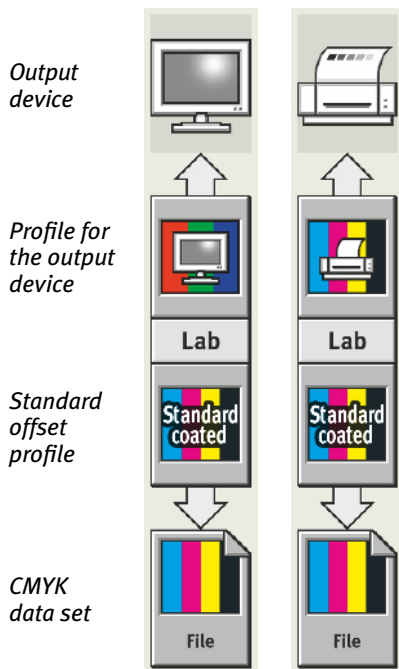 Output
device
Profile for
the output
device
Lab
Lab
Standard
offset
profile
Standard
coated
Standard
coated
CMYK
data set
File
File